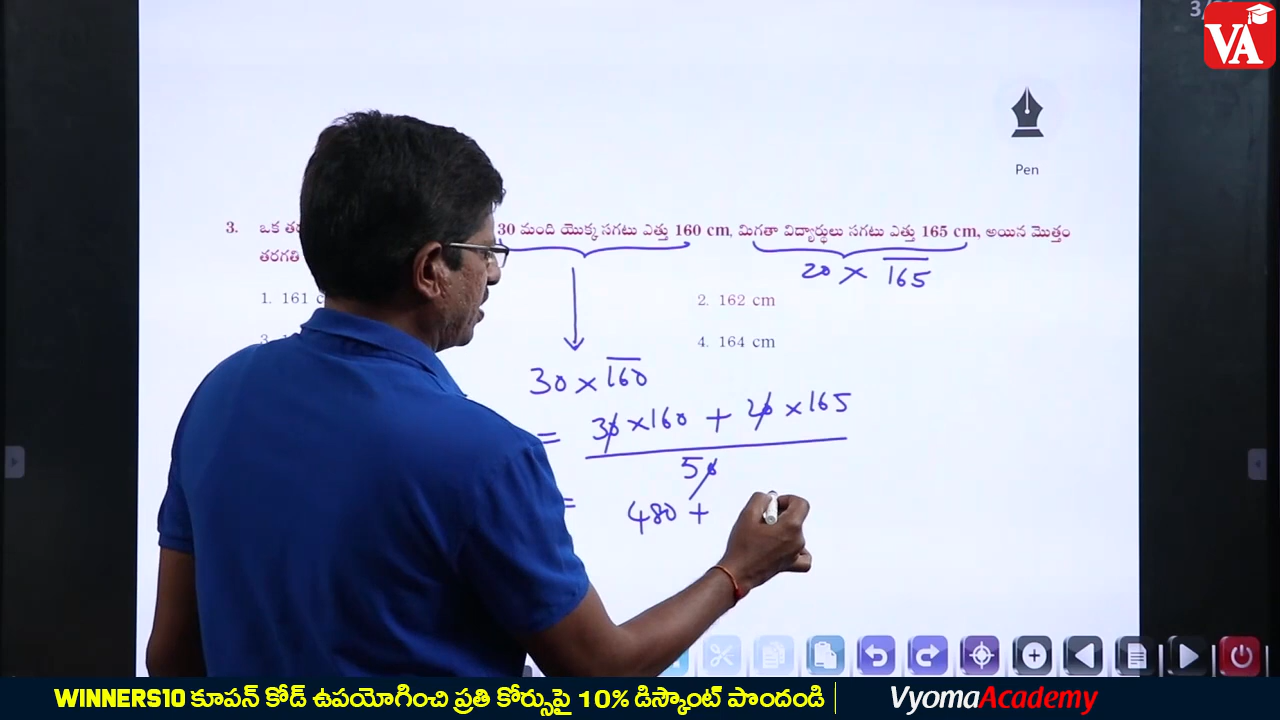 3/
VA
Pen
3. ఒక 30 మంది యొక్క సగటు ఎత్తు 160 cm, మిగతా విద్యార్థులు సగటు ఎత్తు 165 cm, అయిన మొత్తం
తరగతి
20 × 165
1. 161
2. 162 cm
3.
4. 164 cm
30 × 160
= 30 × 160 + 20 × 165
50
= 480 +
WINNERS10 కూపన్ కోడ్ ఉపయోగించి ప్రతి కోర్సుపై 10% డిస్కౌంట్ పొందండి
VyomaAcademy